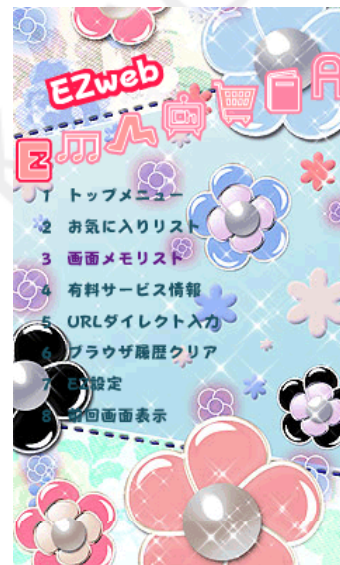 EZweb
1 トップメニュー
2 お気に入りリスト
3 画面メモリスト
4 有料サービス情報
5 URLダイレクト入力
6 ブラウザ履歴クリア
7 EZ設定
8 前回画面表示